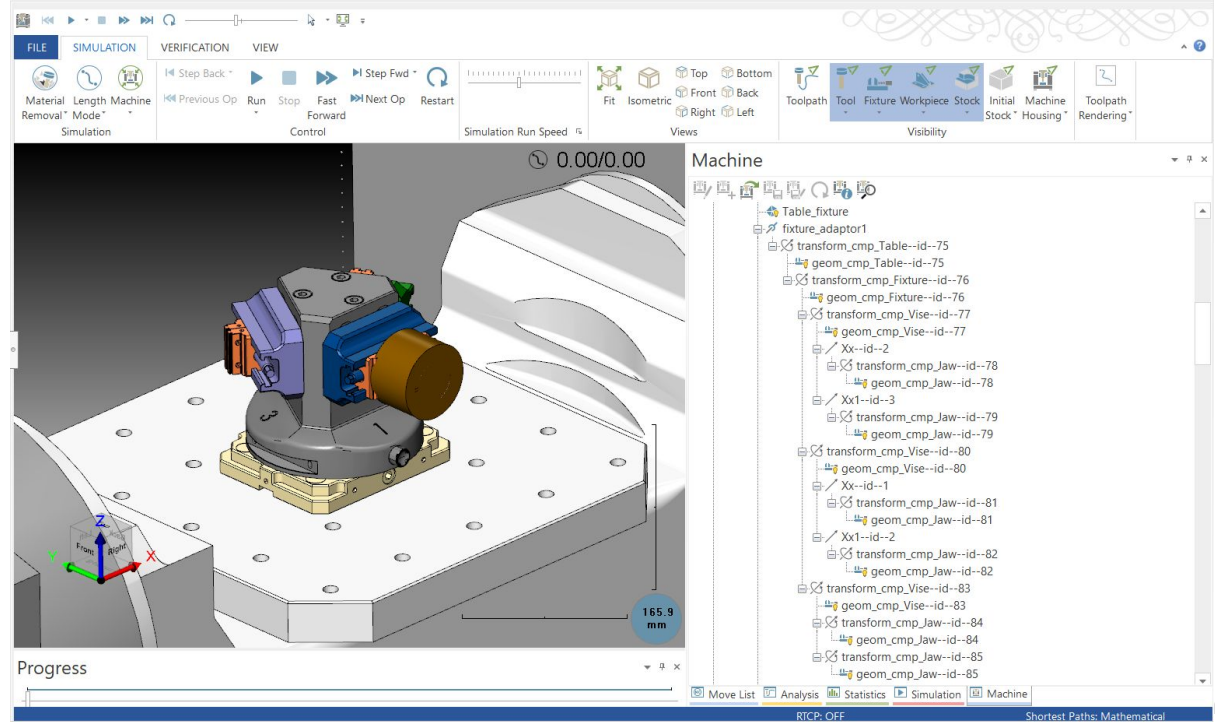 FILE SIMULATION VERIFICATION VIEW
Material Removal Length Mode Machine
Simulation
Step Back Previous Op Run Stop Fast Forward Step Fwd Next Op Restart
Control
Simulation Run Speed
Fit Isometric Top Front Right Bottom Back Left
Views
Toolpath Tool Fixture Workpiece Stock Initial Stock Machine Housing
Visibility
Toolpath Rendering
0.00/0.00
3
1
Z
Y
X
Front Right
165.9
mm
Progress
Machine
Table_fixture
fixture_adaptor1
transform_cmp_Table--id--75
geom_cmp_Table--id--75
transform_cmp_Fixture--id--76
geom_cmp_Fixture--id--76
transform_cmp_Vise--id--77
geom_cmp_Vise--id--77
Xx--id--2
transform_cmp_Jaw--id--78
geom_cmp_Jaw--id--78
Xx1--id--3
transform_cmp_Jaw--id--79
geom_cmp_Jaw--id--79
transform_cmp_Vise--id--80
geom_cmp_Vise--id--80
Xx--id--1
transform_cmp_Jaw--id--81
geom_cmp_Jaw--id--81
Xx1--id--2
transform_cmp_Jaw--id--82
geom_cmp_Jaw--id--82
transform_cmp_Vise--id--83
geom_cmp_Vise--id--83
transform_cmp_Jaw--id--84
geom_cmp_Jaw--id--84
transform_cmp_Jaw--id--85
geom_cmp_Jaw--id--85
Move List Analysis Statistics Simulation Machine
RTCP: OFF Shortest Paths: Mathematical